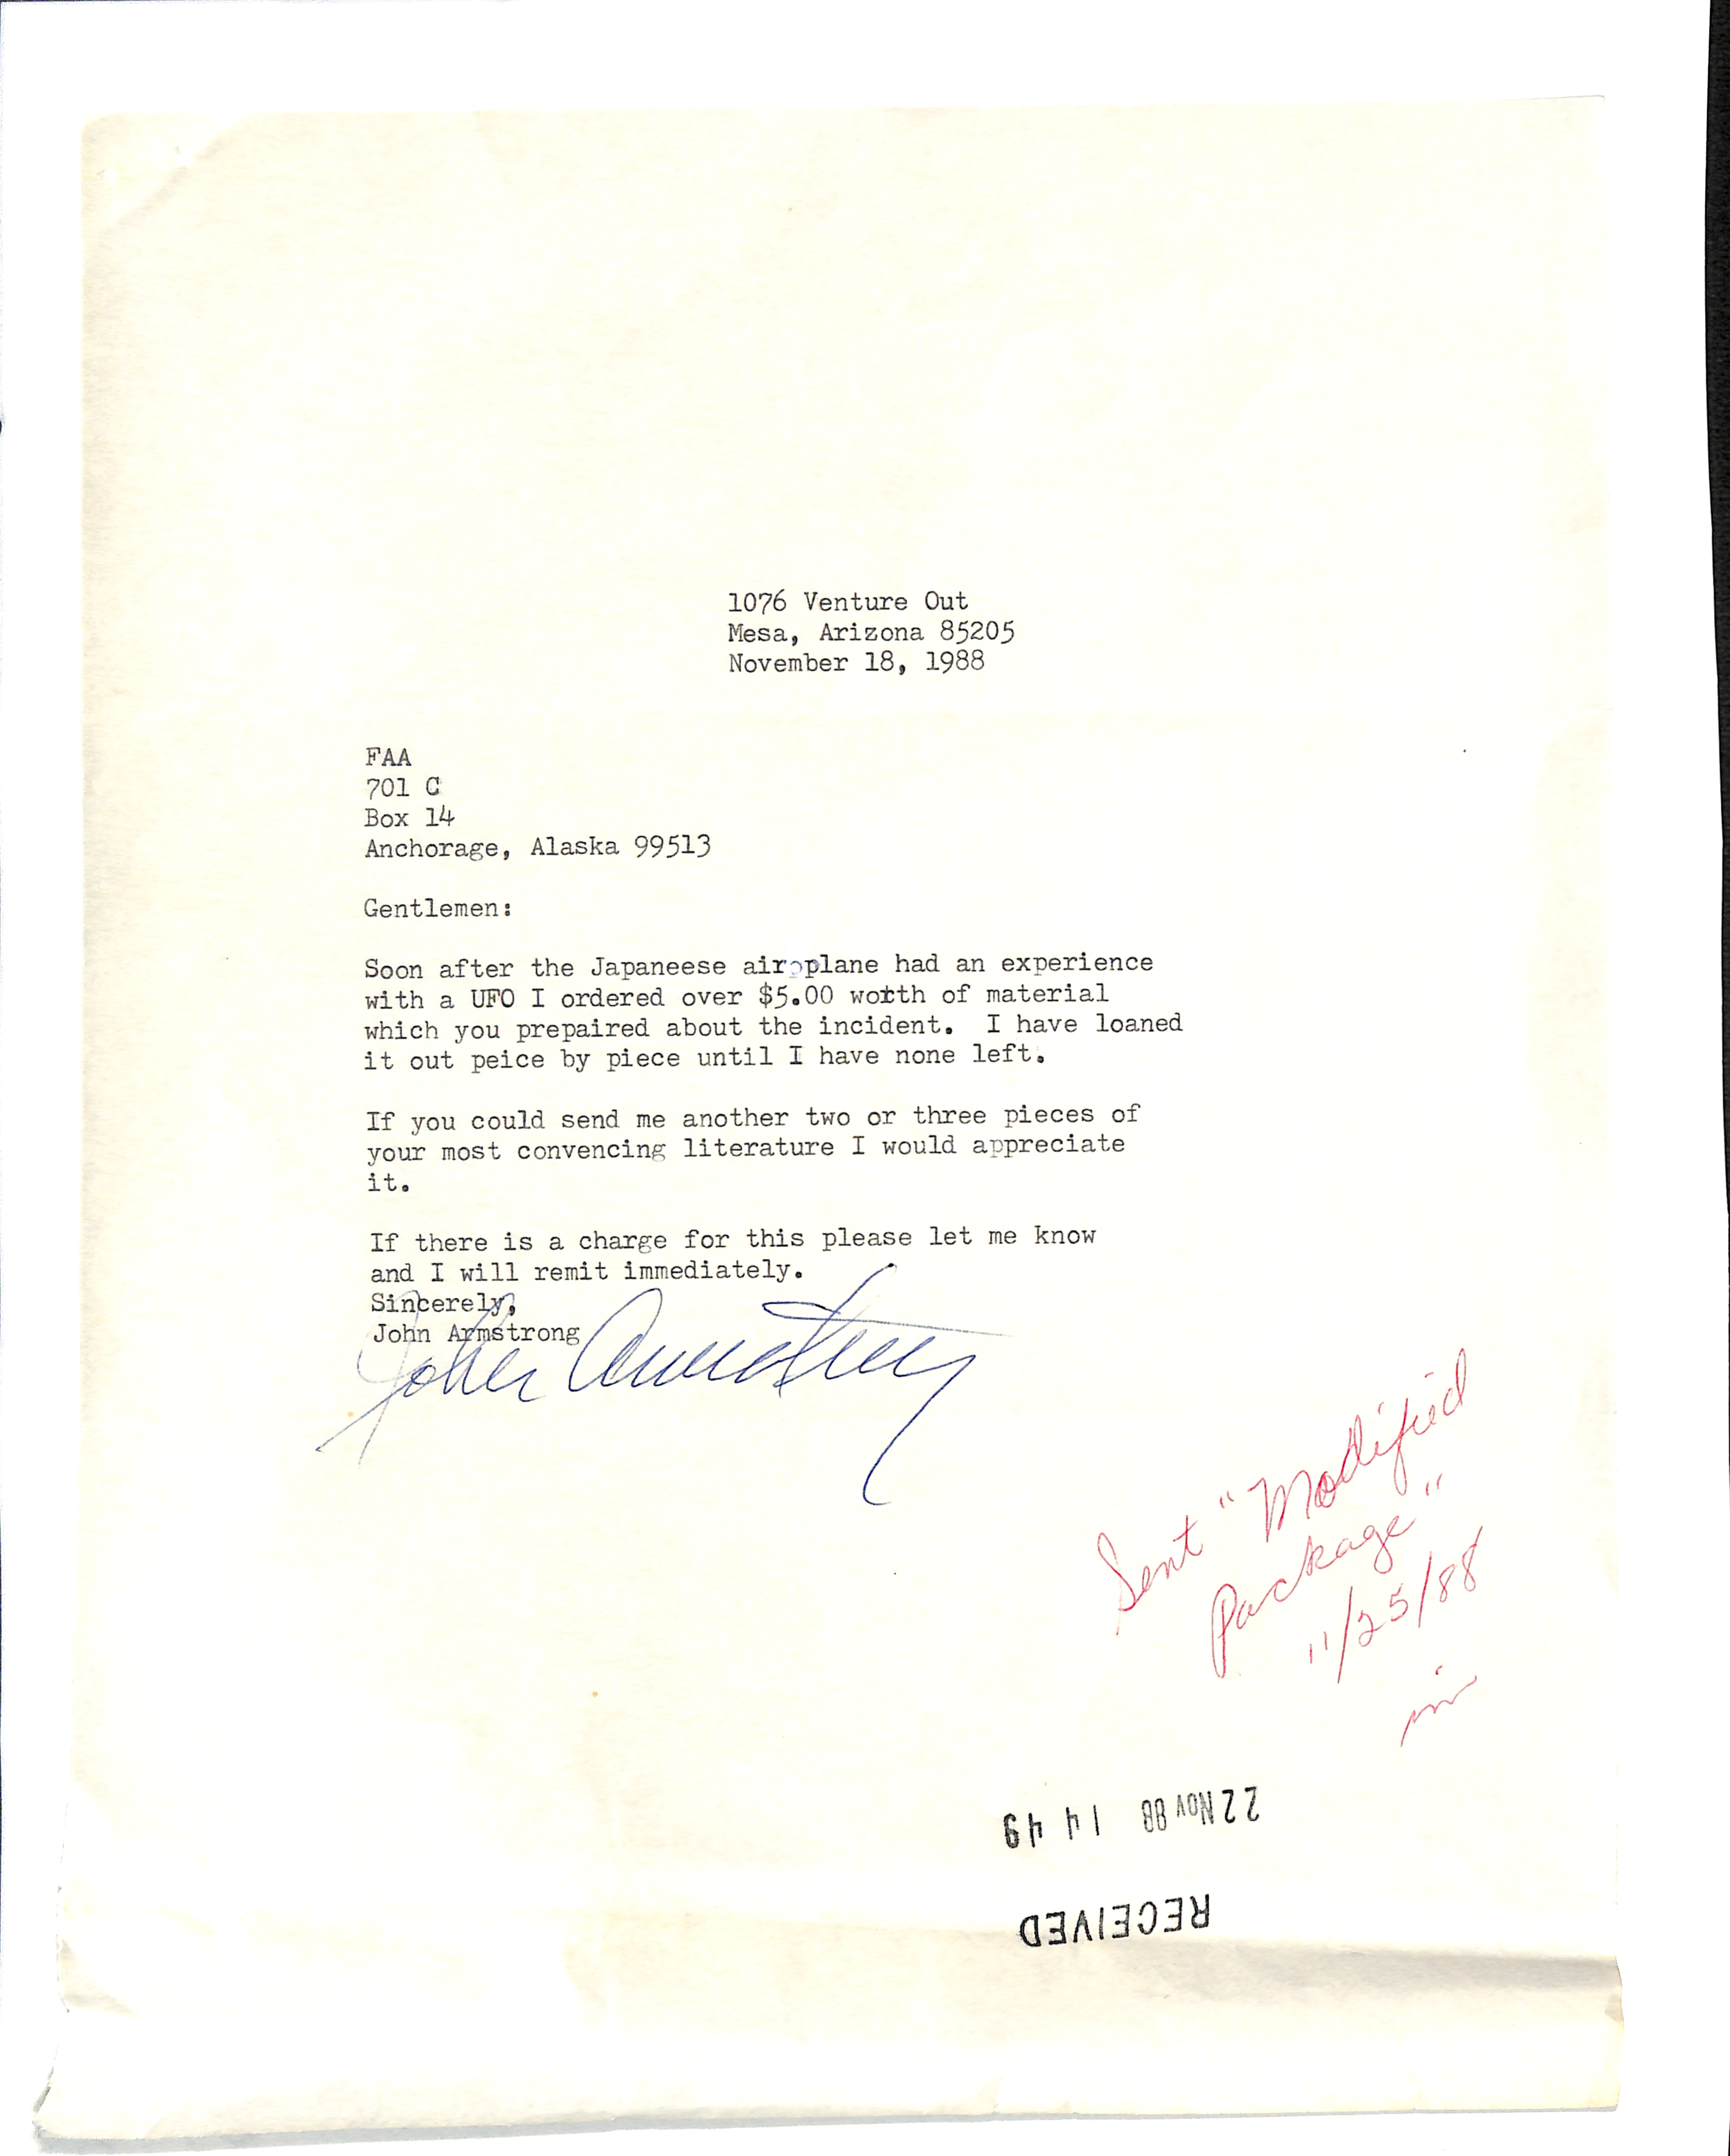 1076 Venture Out
Mesa, Arizona 85205
November 18, 1988
FAA
701 C
Box 14
Anchorage, Alaska 99513
Gentlemen:
Soon after the Japaneese airplane had an experience
with a UFO I ordered over $5.00 worth of material
which you prepaired about the incident. I have loaned
it out peice by piece until I have none left.
If you could send me another two or three pieces of
your most convencing literature I would appreciate
it.
If there is a charge for this please let me know
and I will remit immediately.
Sincerely,
John Armstrong
John Armstrong
Sent "Modified
Package"
11/25/88
22 NOV 88 14 49
RECEIVED